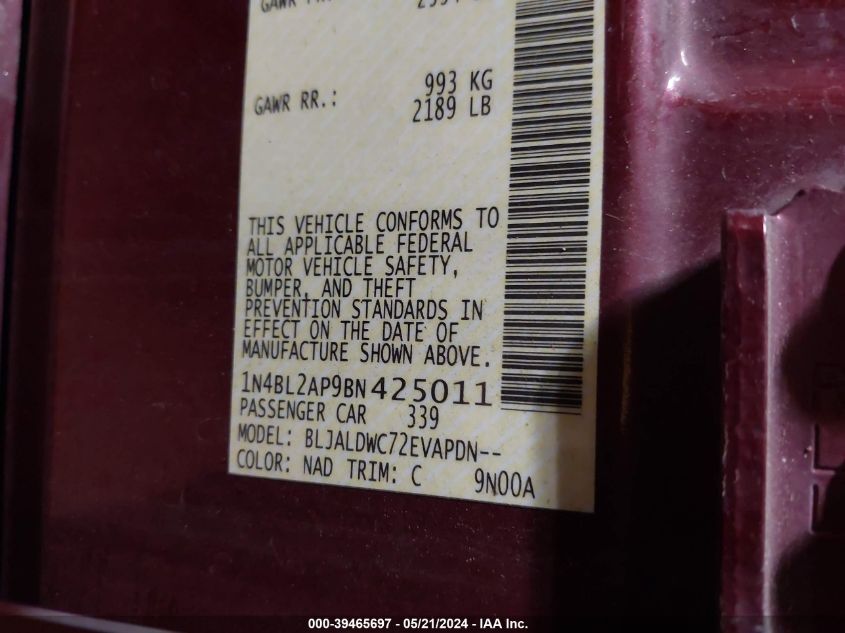 GAWR
993 KG
GAWR RR.: 2189 LB
THIS VEHICLE CONFORMS TO
ALL APPLICABLE FEDERAL
MOTOR VEHICLE SAFETY,
BUMPER, AND THEFT
PREVENTION STANDARDS IN
EFFECT ON THE DATE OF
MANUFACTURE SHOWN ABOVE.
1N4BL2AP9BN425011
PASSENGER CAR 339
MODEL: BLJALDWC72EVAPDN--
COLOR: NAD TRIM: C 9N00A
000-39465697 - 05/21/2024 - IAA Inc.